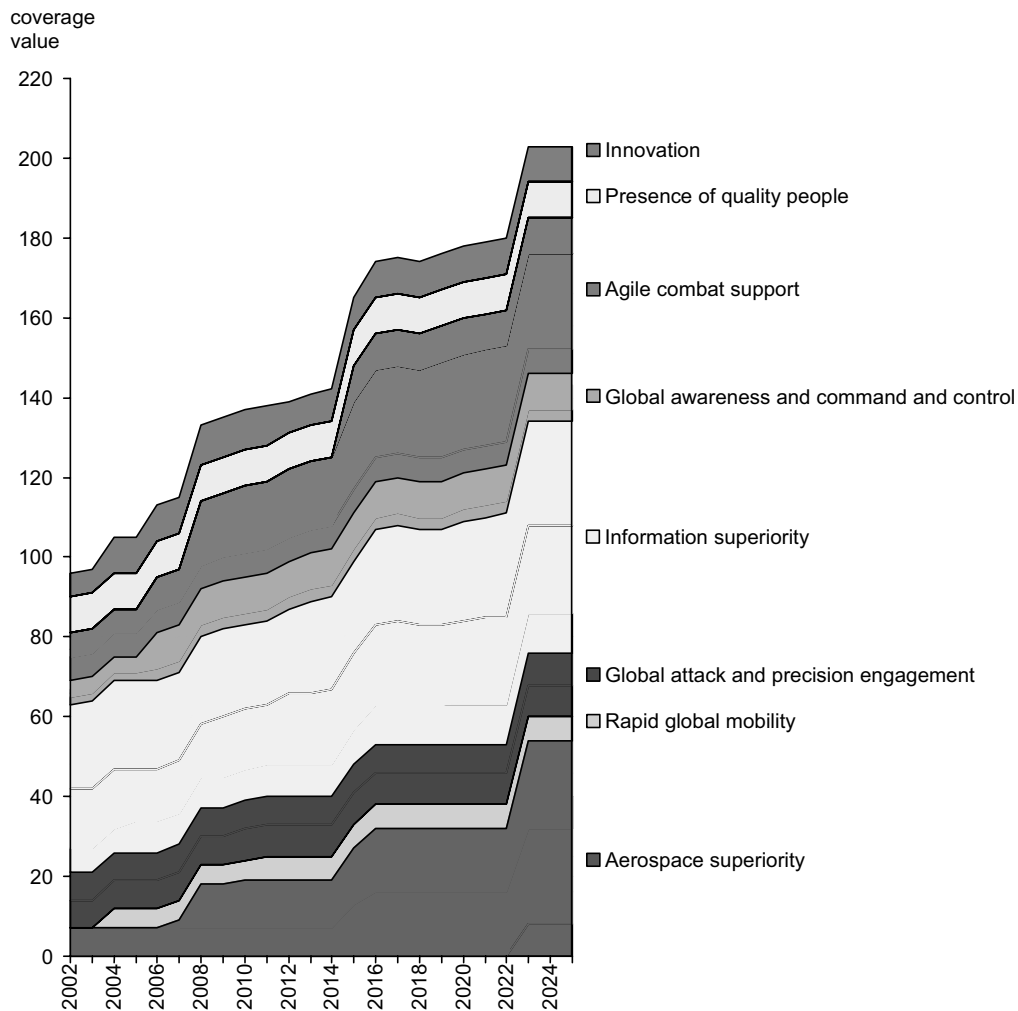 coverage
value
220
200
180
160
140
120
100
80
60
40
20
0
Innovation
Presence of quality people
Agile combat support
Global awareness and command and control
Information superiority
Global attack and precision engagement
Rapid global mobility
Aerospace superiority
2002
2004
2006
2008
2010
2012
2014
2016
2018
2020
2022
2024